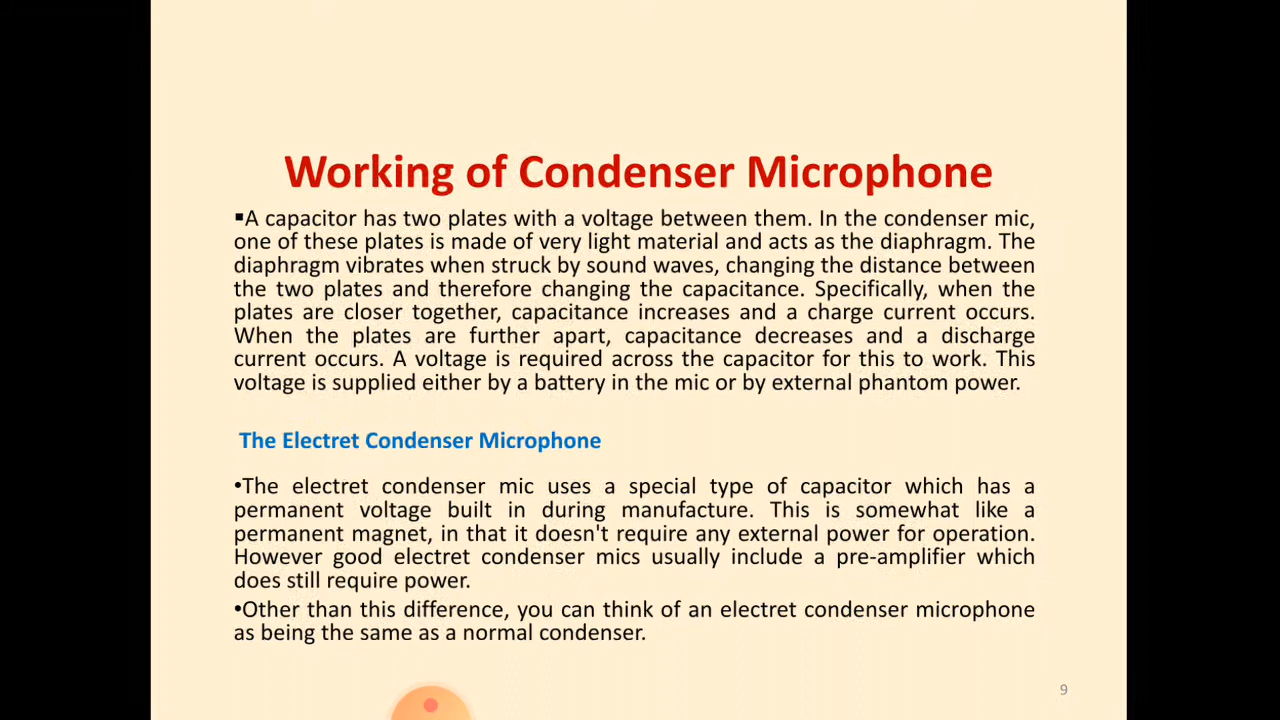 Working of Condenser Microphone
▪A capacitor has two plates with a voltage between them. In the condenser mic,
one of these plates is made of very light material and acts as the diaphragm. The
diaphragm vibrates when struck by sound waves, changing the distance between
the two plates and therefore changing the capacitance. Specifically, when the
plates are closer together, capacitance increases and a charge current occurs.
When the plates are further apart, capacitance decreases and a discharge
current occurs. A voltage is required across the capacitor for this to work. This
voltage is supplied either by a battery in the mic or by external phantom power.
The Electret Condenser Microphone
•The electret condenser mic uses a special type of capacitor which has a
permanent voltage built in during manufacture. This is somewhat like a
permanent magnet, in that it doesn't require any external power for operation.
However good electret condenser mics usually include a pre-amplifier which
does still require power.
•Other than this difference, you can think of an electret condenser microphone
as being the same as a normal condenser.
9